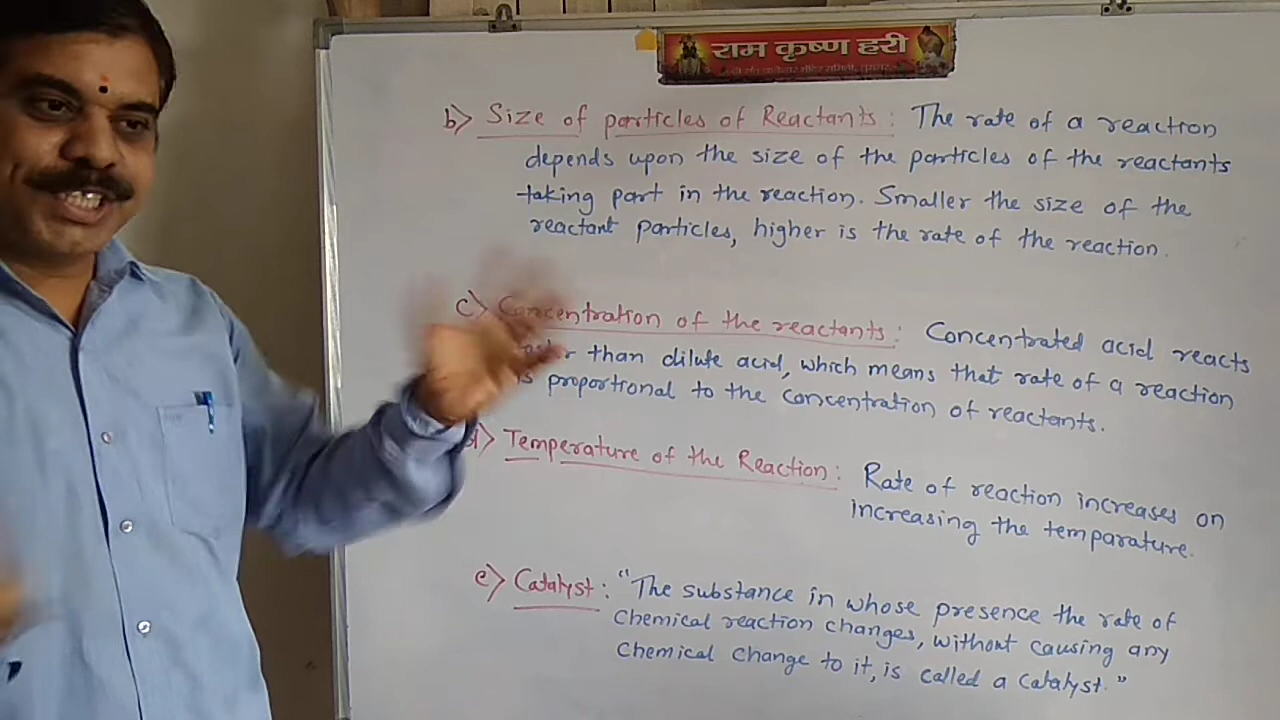 राम कृष्ण हरी
b) Size of particles of Reactants : The rate of a reaction
depends upon the size of the particles of the reactants
taking part in the reaction. Smaller the size of the
reactant particles, higher is the rate of the reaction.
c) Concentration of the reactants : Concentrated acid reacts
than dilute acid, which means that rate of a reaction
is proportional to the concentration of reactants.
d) Temperature of the Reaction : Rate of reaction increases on
increasing the temparature.
e) Catalyst : "The substance in whose presence the rate of
chemical reaction changes, without causing any
chemical change to it, is called a catalyst."